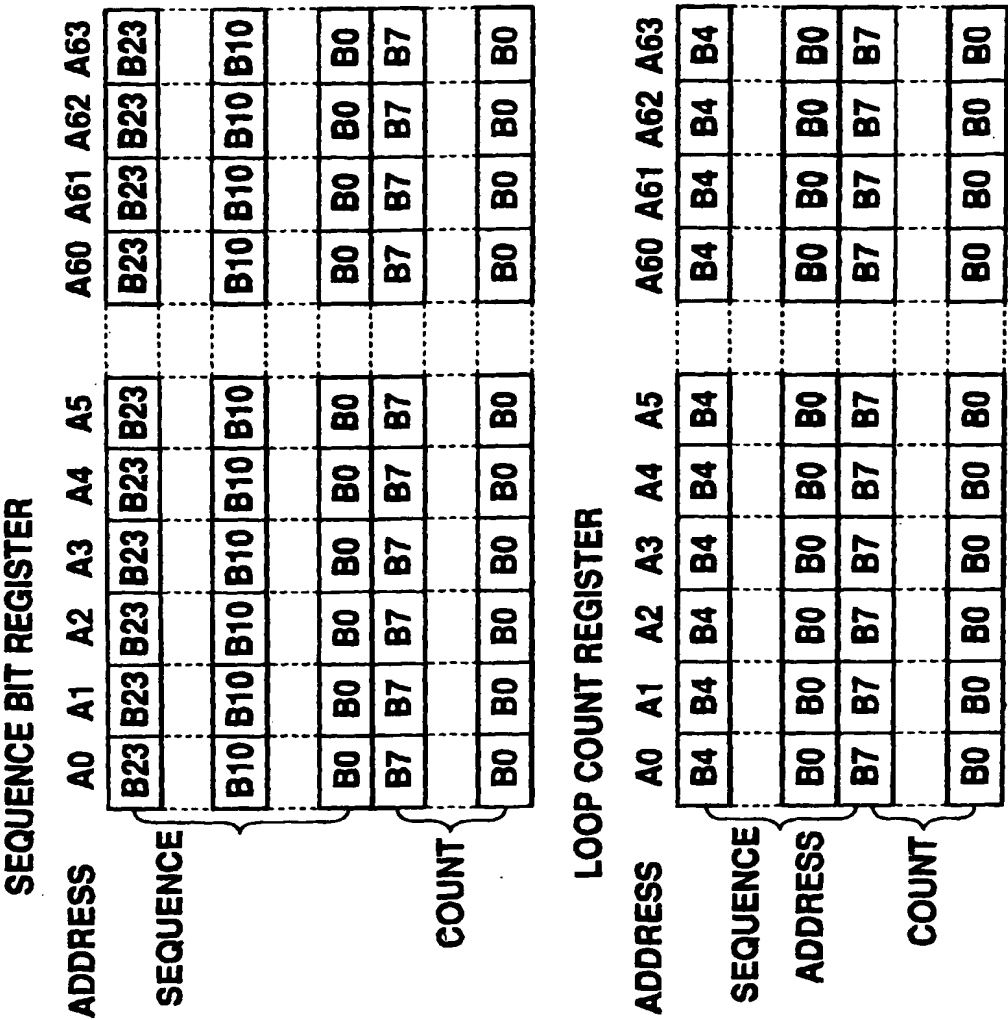 SEQUENCE BIT REGISTER
ADDRESS A0 A1 A2 A3 A4 A5 A60 A61 A62 A63
SEQUENCE B23 B23 B23 B23 B23 B23 B23 B23 B23 B23
B10 B10 B10 B10 B10 B10 B10 B10 B10 B10
B0 B0 B0 B0 B0 B0 B0 B0 B0 B0
COUNT B7 B7 B7 B7 B7 B7 B7 B7 B7 B7
B0 B0 B0 B0 B0 B0 B0 B0 B0 B0
LOOP COUNT REGISTER
ADDRESS A0 A1 A2 A3 A4 A5 A60 A61 A62 A63
SEQUENCE B4 B4 B4 B4 B4 B4 B4 B4 B4 B4
ADDRESS B0 B0 B0 B0 B0 B0 B0 B0 B0 B0
B7 B7 B7 B7 B7 B7 B7 B7 B7 B7
COUNT B0 B0 B0 B0 B0 B0 B0 B0 B0 B0